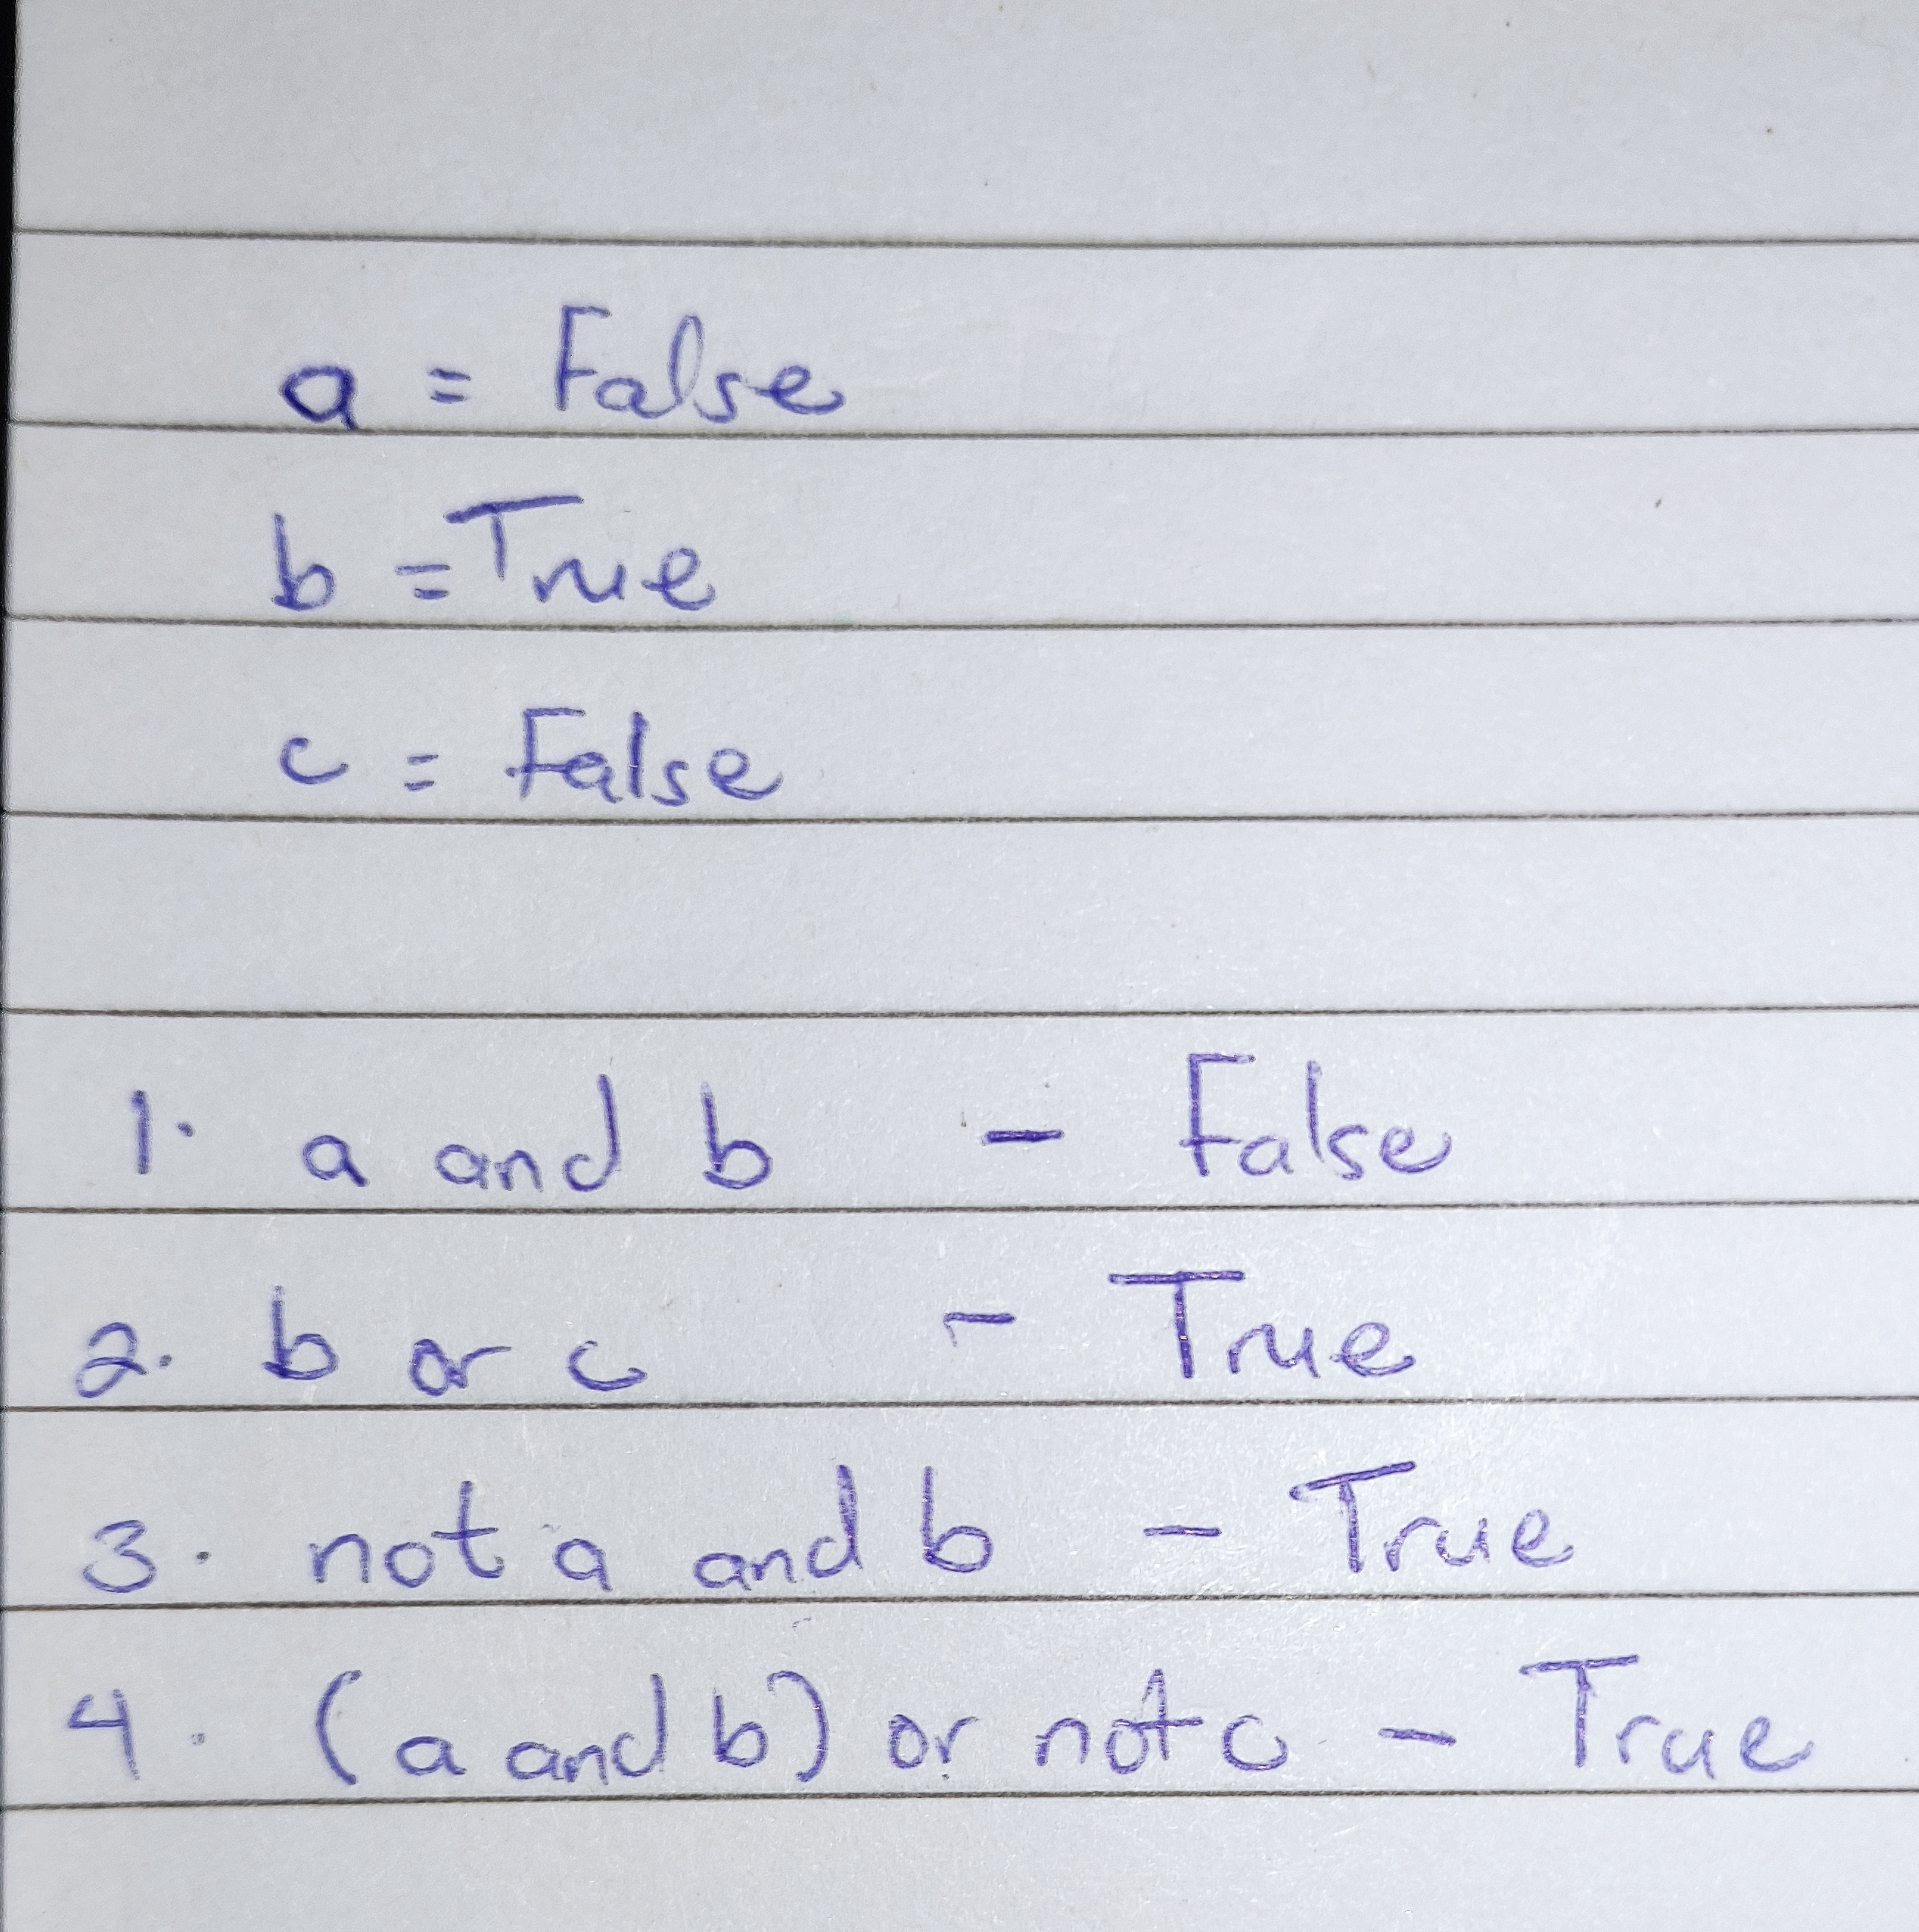 a = False
b = True
c = False
1. a and b - False
2. b or c - True
3. not a and b - True
4. (a and b) or not c - True